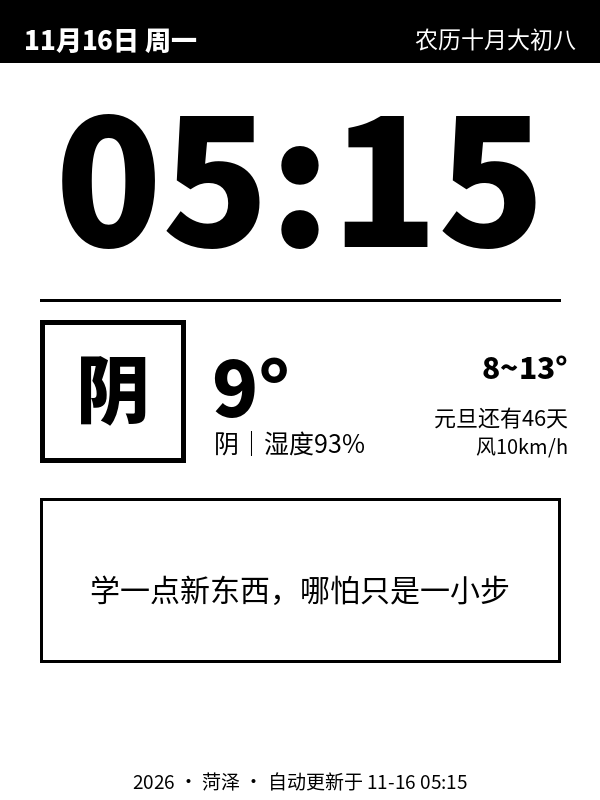 11月16日 周一
农历十月大初八
05:15
阴
9°
阴｜湿度93%
8~13°
元旦还有46天
风10km/h
学一点新东西，哪怕只是一小步
2026 • 菏泽 • 自动更新于 11-16 05:15